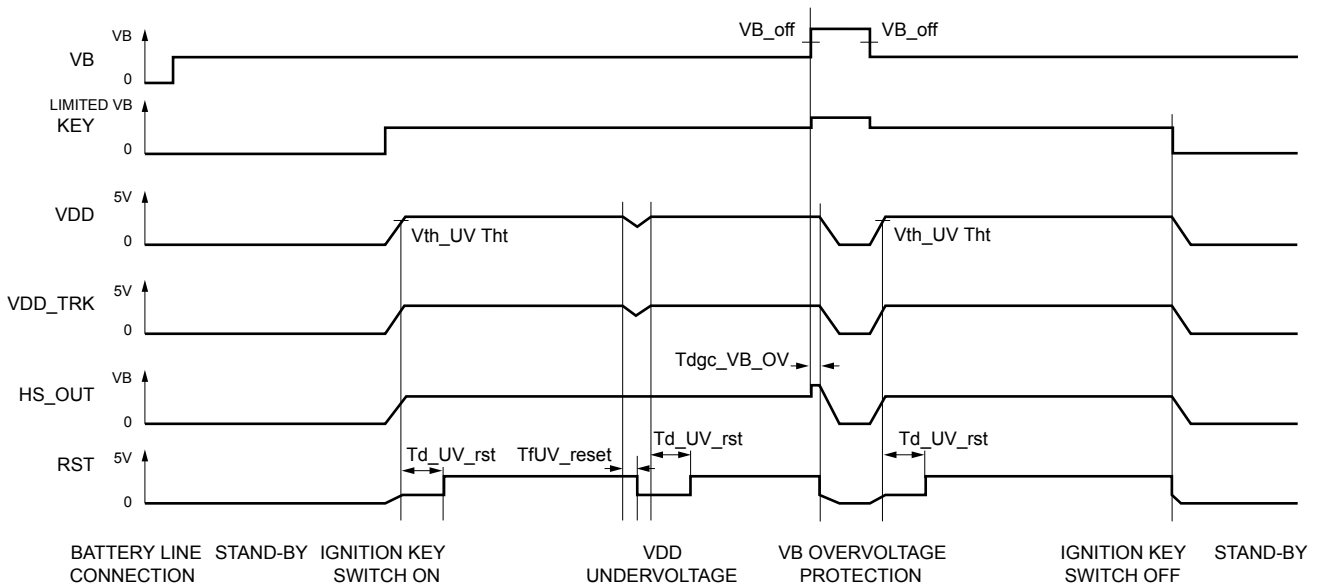 VB_off
VB_off
VB
VB
0
LIMITED VB
KEY
0
5V
VDD
0
Vth_UV Tht
Vth_UV Tht
5V
VDD_TRK
0
Tdgc_VB_OV
VB
HS_OUT
0
Td_UV_rst
TfUV_reset
Td_UV_rst
Td_UV_rst
5V
RST
0
BATTERY LINE CONNECTION
STAND-BY
IGNITION KEY SWITCH ON
VDD UNDERVOLTAGE
VB OVERVOLTAGE PROTECTION
IGNITION KEY SWITCH OFF
STAND-BY